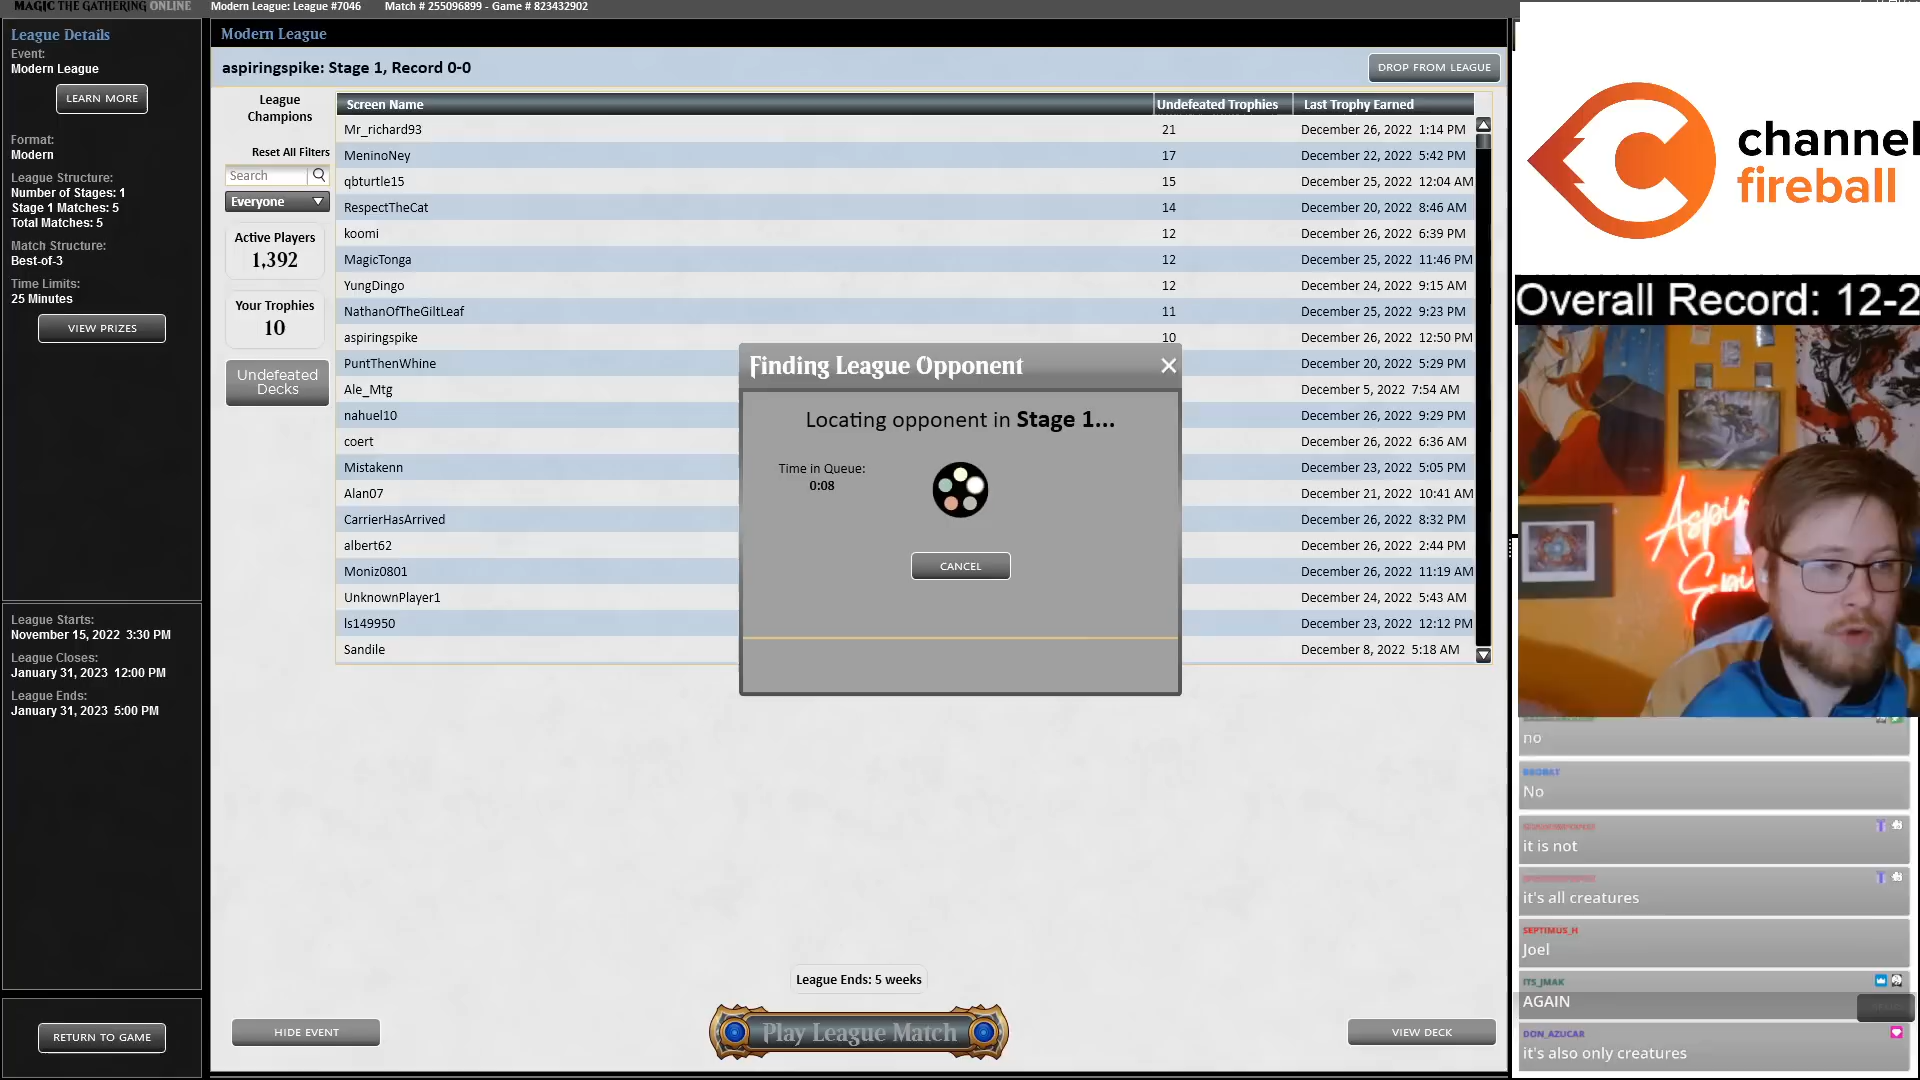 MAGIC THE GATHERING ONLINE
Modern League: League #7046
Match # 255096899 - Game # 823432902
League Details
Event:
Modern League
LEARN MORE
Format:
Modern
League Structure:
Number of Stages: 1
Stage 1 Matches: 5
Total Matches: 5
Match Structure:
Best-of-3
Time Limits:
25 Minutes
VIEW PRIZES
League Starts:
November 15, 2022 3:30 PM
League Closes:
January 31, 2023 12:00 PM
League Ends:
January 31, 2023 5:00 PM
RETURN TO GAME
Modern League
aspiringspike: Stage 1, Record 0-0
DROP FROM LEAGUE
League
Champions
Reset All Filters
Search
Everyone
Active Players
1,392
Your Trophies
10
Undefeated
Decks
Screen Name Undefeated Trophies Last Trophy Earned
Mr_richard93 21 December 26, 2022 1:14 PM
MeninoNey 17 December 22, 2022 5:42 PM
qbturtle15 15 December 25, 2022 12:04 AM
RespectTheCat 14 December 20, 2022 8:46 AM
koomi 12 December 26, 2022 6:39 PM
MagicTonga 12 December 25, 2022 11:46 PM
YungDingo 12 December 24, 2022 9:15 AM
NathanOfTheGiltLeaf 11 December 25, 2022 9:23 PM
aspiringspike 10 December 26, 2022 12:50 PM
PuntThenWhine December 20, 2022 5:29 PM
Ale_Mtg December 5, 2022 7:54 AM
nahuel10 December 26, 2022 9:29 PM
coert December 26, 2022 6:36 AM
Mistakenn December 23, 2022 5:05 PM
Alan07 December 21, 2022 10:41 AM
CarrierHasArrived December 26, 2022 8:32 PM
albert62 December 26, 2022 2:44 PM
Moniz0801 December 26, 2022 11:19 AM
UnknownPlayer1 December 24, 2022 5:43 AM
ls149950 December 23, 2022 12:12 PM
Sandile December 8, 2022 5:18 AM
Finding League Opponent
Locating opponent in Stage 1...
Time in Queue:
0:08
CANCEL
League Ends: 5 weeks
HIDE EVENT
Play League Match
VIEW DECK
channel
fireball
Overall Record: 12-2
Aspiri
Spi
no
No
it is not
it's all creatures
SEPTIMUS_H
Joel
ITS_JMAK
AGAIN
DON_AZUCAR
it's also only creatures